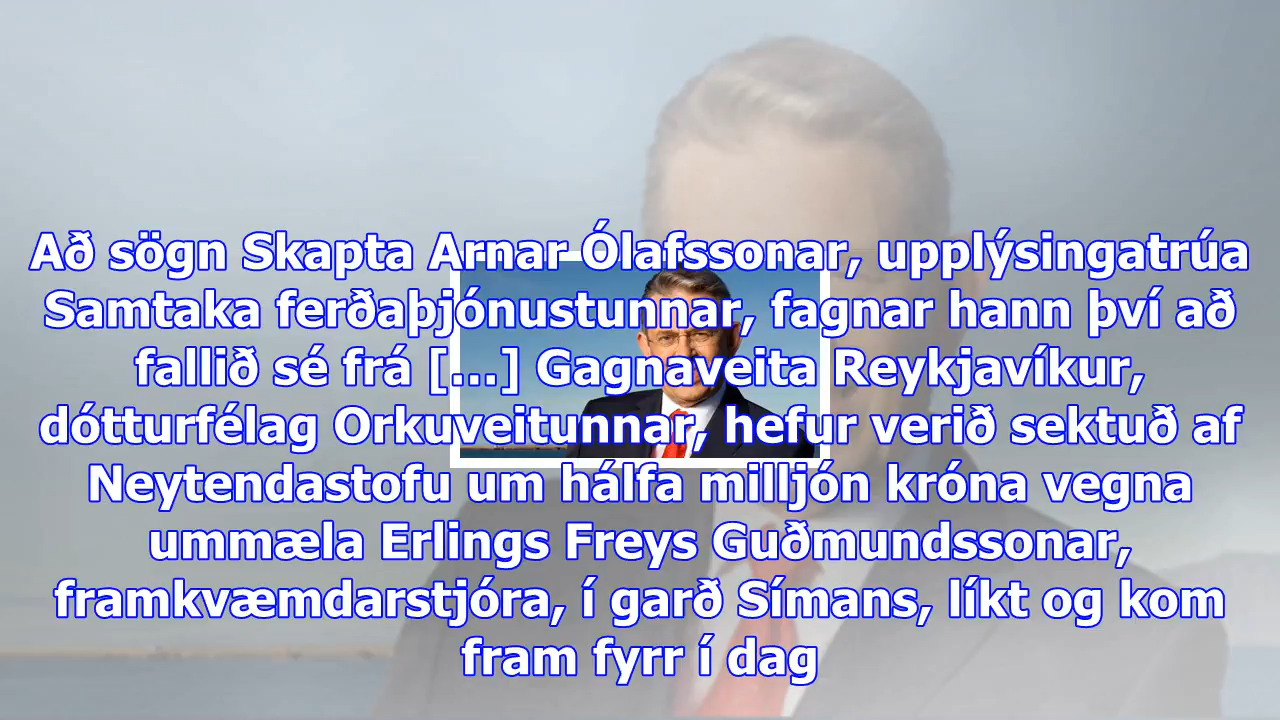 Að sögn Skapta Arnar Ólafssonar, upplýsingatrúa
Samtaka ferðaþjónustunnar, fagnar hann því að
fallið sé frá [...] Gagnaveita Reykjavíkur,
dótturfélag Orkuveitunnar, hefur verið sektuð af
Neytendastofu um hálfa milljón króna vegna
ummæla Erlings Freys Guðmundssonar,
framkvæmdarstjóra, í garð Símans, líkt og kom
fram fyrr í dag